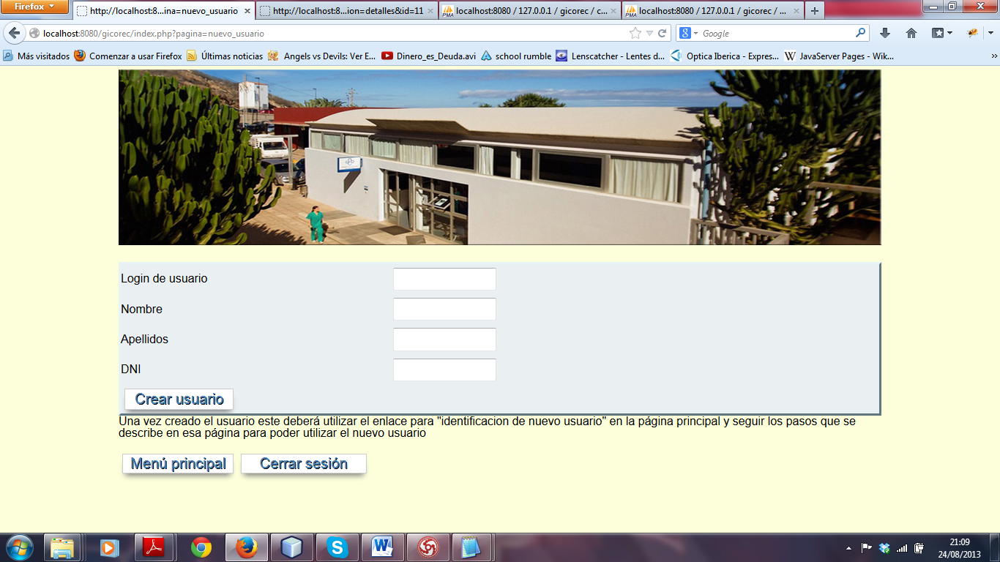 Firefox
http://localhost:8...ina=nuevo_usuario
http://localhost:8...ion=detalles&id=11
localhost:8080 / 127.0.0.1 / gicorec / c...
localhost:8080 / 127.0.0.1 / gicorec / ...
localhost:8080/gicorec/index.php?pagina=nuevo_usuario
Google
Más visitados
Comenzar a usar Firefox
Últimas noticias
Angels vs Devils: Ver E...
Dinero_es_Deuda.avi
school rumble
Lenscatcher - Lentes d...
Optica Iberica - Expres...
JavaServer Pages - Wik...
Login de usuario
Nombre
Apellidos
DNI
Crear usuario
Una vez creado el usuario este deberá utilizar el enlace para "identificacion de nuevo usuario" en la página principal y seguir los pasos que se
describe en esa página para poder utilizar el nuevo usuario
Menú principal
Cerrar sesión
21:09
24/08/2013